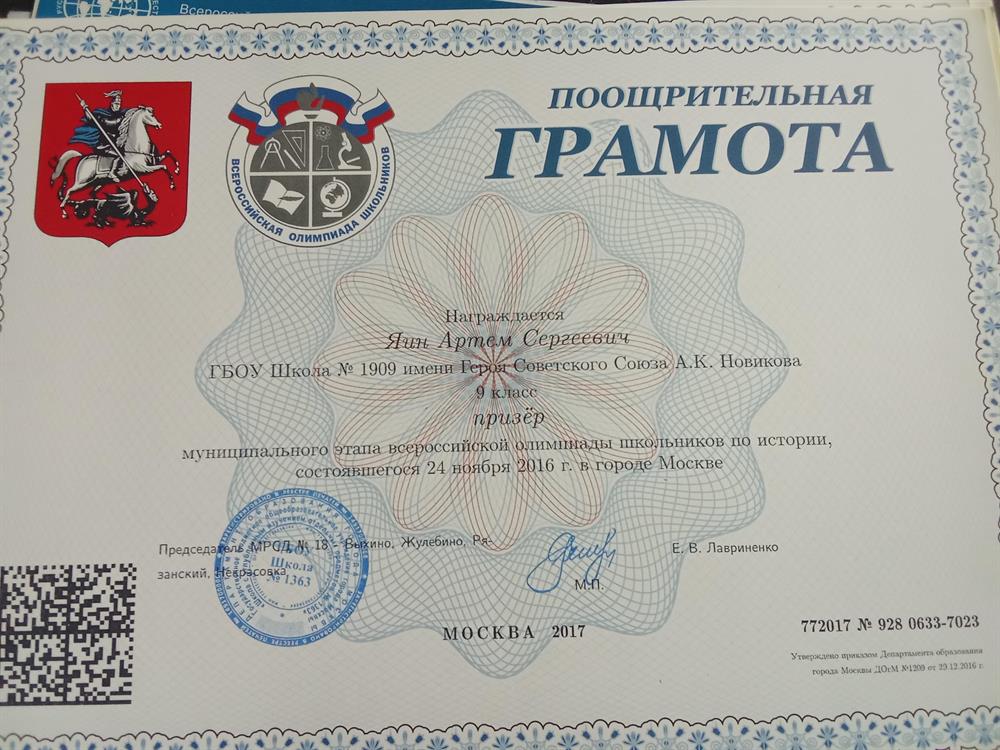 Всеросс
ПООЩРИТЕЛЬНАЯ
ГРАМОТА
ВСЕРОССИЙСКАЯ ОЛИМПИАДА ШКОЛЬНИКОВ
Награждается
Яин Артем Сергеевич
ГБОУ Школа № 1909 имени Героя Советского Союза А.К. Новикова
9 класс
призёр
муниципального этапа всероссийской олимпиады школьников по истории,
состоявшегося 24 ноября 2016 г. в городе Москве
Председатель МРСД № 18 - Выхино, Жулебино, Ря-
занский, Некрасовка
Е. В. Лавриненко
М.П.
Школа
№ 1363
МОСКВА 2017
772017 № 928 0633-7023
Утверждено приказом Департамента образования
города Москвы ДОгМ №1209 от 29.12.2016 г.